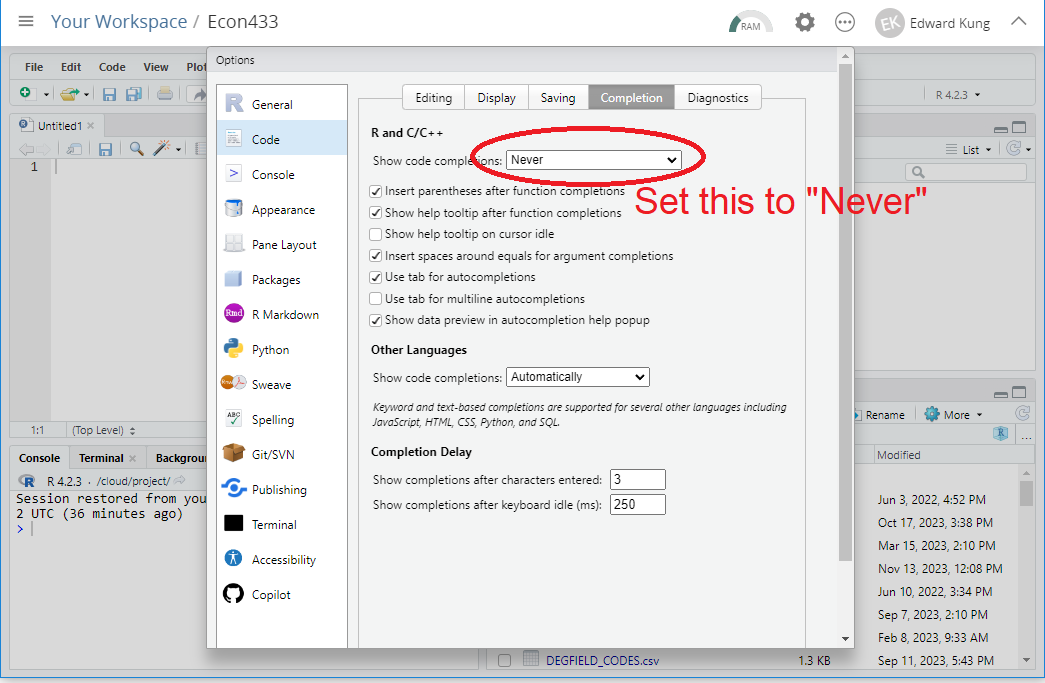 Your Workspace / Econ433
RAM
EK Edward Kung
File Edit Code View Plo
R 4.2.3
Options
Untitled1
List
1
1:1 (Top Level)
Console Terminal Backgrou
R 4.2.3 · /cloud/project/
Session restored from you
2 UTC (36 minutes ago)
>
General
Code
Console
Appearance
Pane Layout
Packages
Rmd R Markdown
Python
Sweave
ABC Spelling
Git/SVN
Publishing
Terminal
Accessibility
Copilot
Editing Display Saving Completion Diagnostics
R and C/C++
Show code completions: Never
Set this to "Never"
Insert parentheses after function completions
Show help tooltip after function completions
Show help tooltip on cursor idle
Insert spaces around equals for argument completions
Use tab for autocompletions
Use tab for multiline autocompletions
Show data preview in autocompletion help popup
Other Languages
Show code completions: Automatically
Keyword and text-based completions are supported for several other languages including
JavaScript, HTML, CSS, Python, and SQL.
Completion Delay
Show completions after characters entered: 3
Show completions after keyboard idle (ms): 250
Rename More
R
...
Modified
Jun 3, 2022, 4:52 PM
Oct 17, 2023, 3:38 PM
Mar 15, 2023, 2:10 PM
Nov 13, 2023, 12:08 PM
Jun 10, 2022, 3:34 PM
Sep 7, 2023, 2:10 PM
Feb 8, 2023, 9:33 AM
DEGFIELD_CODES.csv 1.3 KB Sep 11, 2023, 5:43 PM